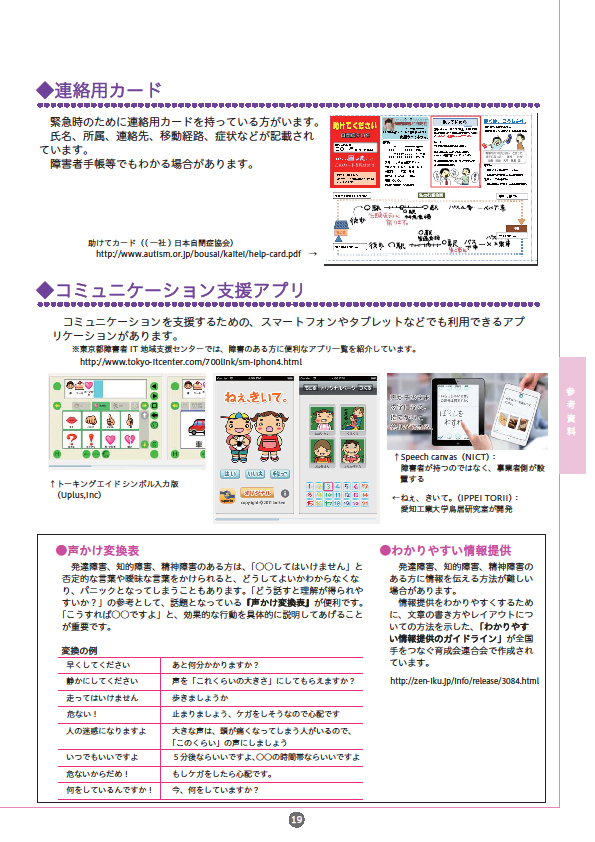 ◆連絡用カード
緊急時のために連絡用カードを持っている方がいます。
氏名、所属、連絡先、移動経路、症状などが記載され
ています。
障害者手帳等でもわかる場合があります。
助けてください
助けてカード（（一社）日本自閉症協会）
http://www.autism.or.jp/bousai/kaitei/help-card.pdf →
◆コミュニケーション支援アプリ
コミュニケーションを支援するための、スマートフォンやタブレットなどでも利用できるアプ
リケーションがあります。
※東京都障害者 IT 地域支援センターでは、障害のある方に便利なアプリ一覧を紹介しています。
http://www.tokyo-itcenter.com/700link/sm-iphon4.html
ねぇ、きいて。
はい
いいえ
↑トーキングエイド シンボル入力版
（Uplus,Inc）
↑Speech canvas（NICT）：
障害者が持つのではなく、事業者側が設
置する
←ねぇ、きいて。（IPPEI TORII）：
愛知工業大学鳥居研究室が開発
参考資料
●声かけ変換表
発達障害、知的障害、精神障害のある方は、「○○してはいけません」と
否定的な言葉や曖昧な言葉をかけられると、どうしてよいかわからなくな
り、パニックとなってしまうこともあります。「どう話すと理解が得られや
すいか？」の参考として、話題となっている『声かけ変換表』が便利です。
「こうすれば○○ですよ」と、効果的な行動を具体的に説明してあげること
が重要です。
変換の例
早くしてください　あと何分かかりますか？
静かにしてください　声を「これくらいの大きさ」にしてもらえますか？
走ってはいけません　歩きましょうか
危ない！　止まりましょう、ケガをしそうなので心配です
人の迷惑になりますよ　大きな声は、頭が痛くなってしまう人がいるので、
「このくらい」の声にしましょう
いつでもいいですよ　５分後ならいいですよ、○○の時間帯ならいいですよ
危ないからだめ！　もしケガをしたら心配です。
何をしているんですか！　今、何をしていますか？
●わかりやすい情報提供
発達障害、知的障害、精神障害の
ある方に情報を伝える方法が難しい
場合があります。
情報提供をわかりやすくするため
に、文章の書き方やレイアウトにつ
いての方法を示した、「わかりやす
い情報提供のガイドライン」が全国
手をつなぐ育成会連合会で作成され
ています。
http://zen-iku.jp/info/release/3084.html
19